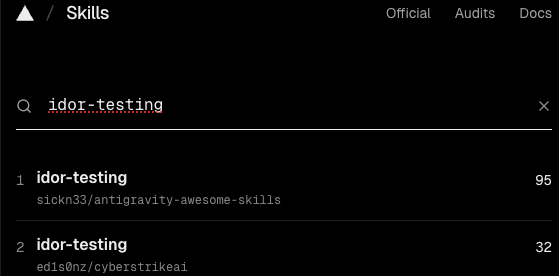 / Skills Official Audits Docs
idor-testing
1 idor-testing 95
sickn33/antigravity-awesome-skills
2 idor-testing 32
ed1s0nz/cyberstrikeai